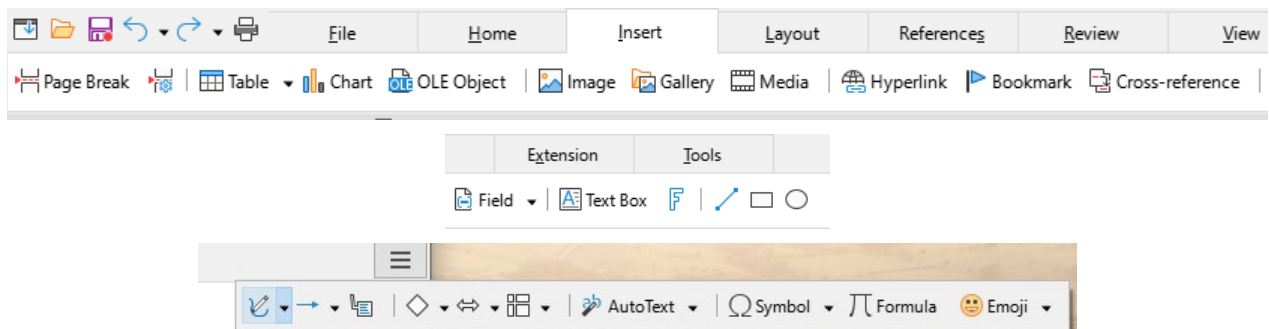 File Home Insert Layout References Review View
Page Break Table Chart OLE OLE Object Image Gallery Media Hyperlink Bookmark Cross-reference
Extension Tools
Field A Text Box F
AutoText Ω Symbol Π Formula Emoji